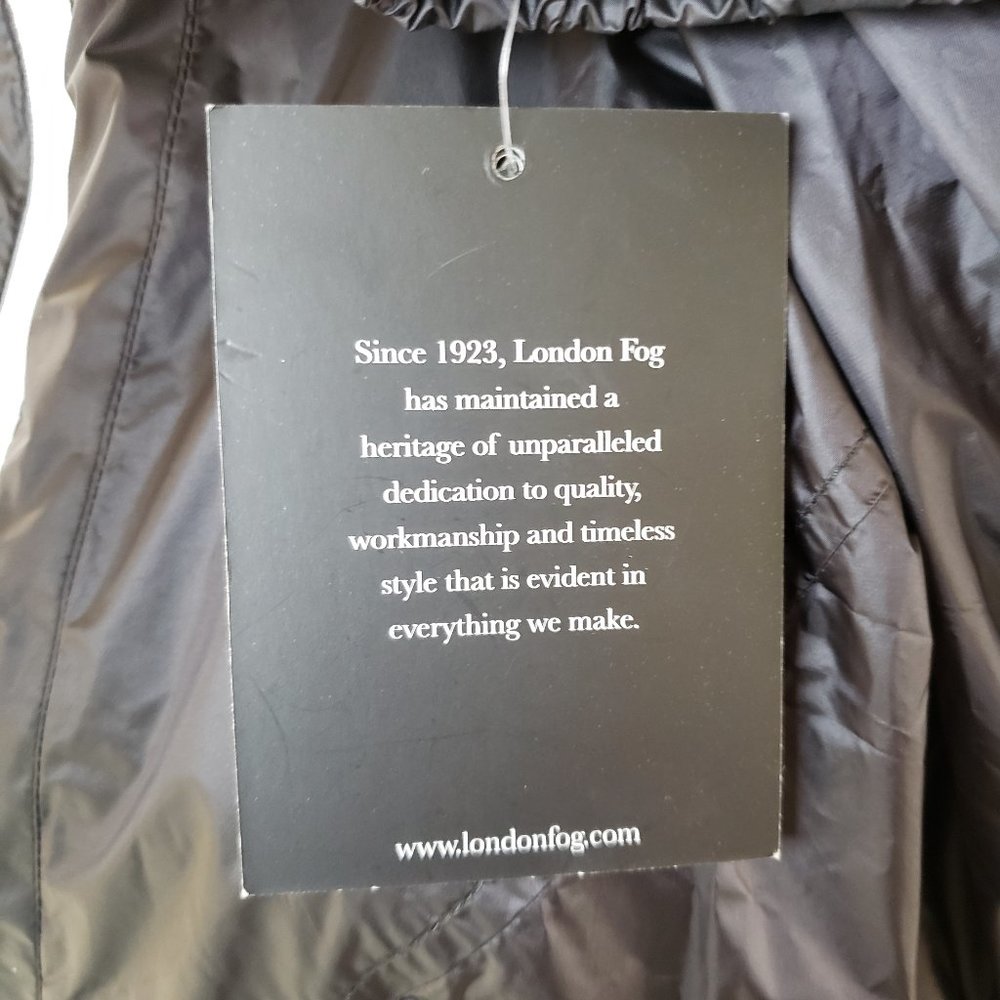 Since 1923, London Fog
has maintained a
heritage of unparalleled
dedication to quality,
workmanship and timeless
style that is evident in
everything we make.
www.londonfog.com